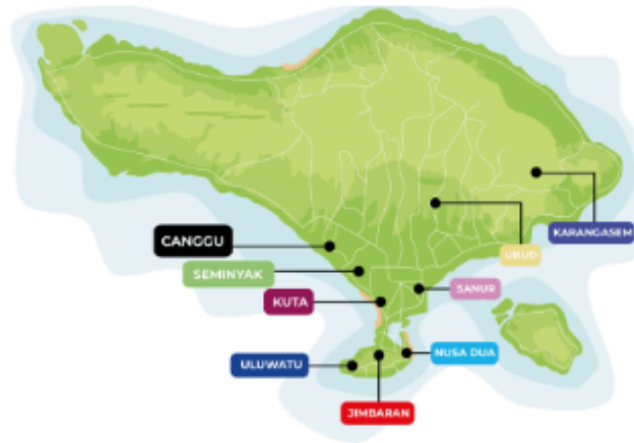 CANGGU
KARANGASEM
UBUD
SEMINYAK
SANUR
KUTA
NUSA DUA
ULUWATU
JIMBARAN